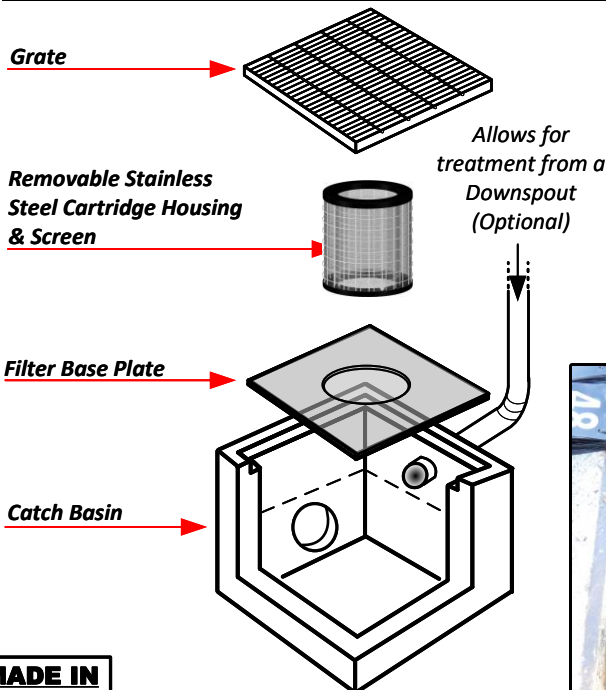 Grate
Allows for
treatment from a
Downspout
(Optional)
Removable Stainless
Steel Cartridge Housing
& Screen
Filter Base Plate
Catch Basin
48
MADE IN